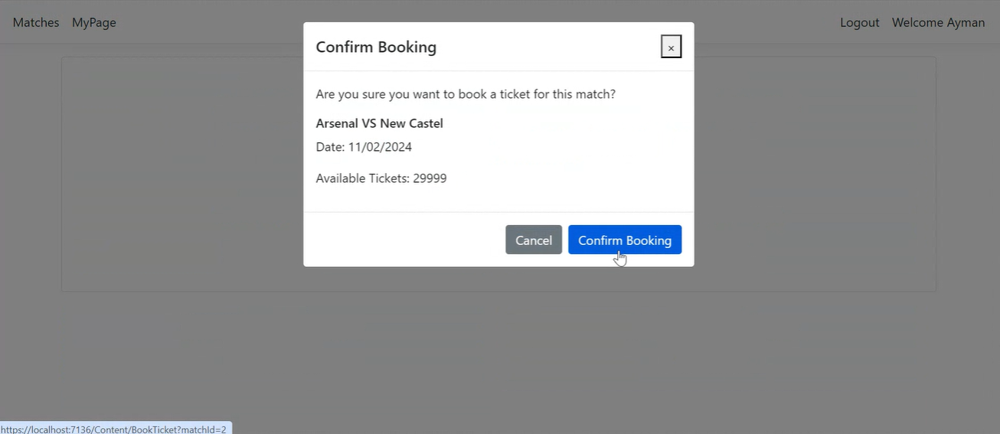 Matches MyPage Logout Welcome Ayman
Confirm Booking ×
Are you sure you want to book a ticket for this match?
Arsenal VS New Castel
Date: 11/02/2024
Available Tickets: 29999
Cancel Confirm Booking
https://localhost:7136/Content/BookTicket?matchId=2